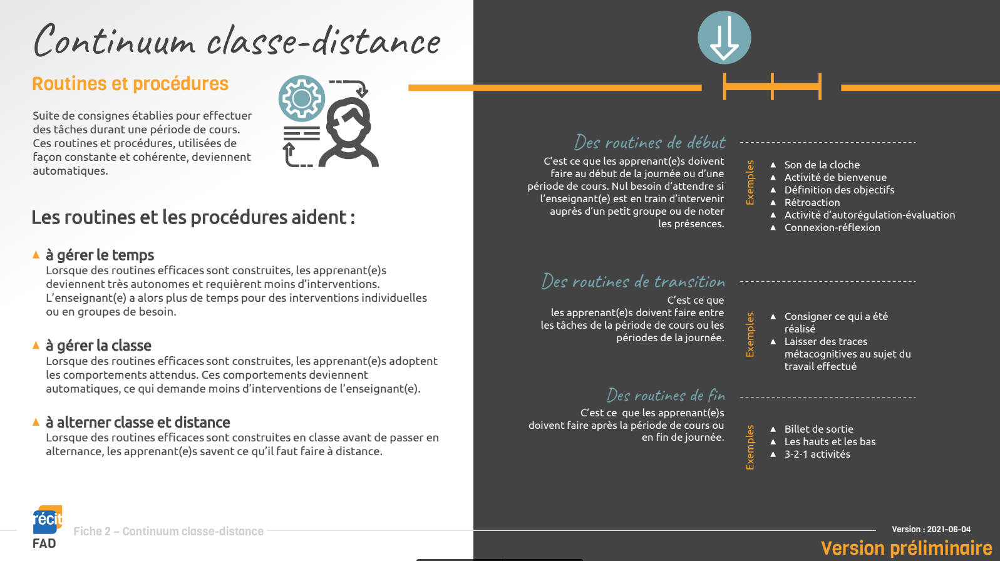 Continuum classe-distance
Routines et procédures
Suite de consignes établies pour effectuer
des tâches durant une période de cours.
Ces routines et procédures, utilisées de
façon constante et cohérente, deviennent
automatiques.
Les routines et les procédures aident :
à gérer le temps
Lorsque des routines efficaces sont construites, les apprenant(e)s
deviennent très autonomes et requièrent moins d'interventions.
L'enseignant(e) a alors plus de temps pour des interventions individuelles
ou en groupes de besoin.
à gérer la classe
Lorsque des routines efficaces sont construites, les apprenant(e)s adoptent
les comportements attendus. Ces comportements deviennent
automatiques, ce qui demande moins d'interventions de l'enseignant(e).
à alterner classe et distance
Lorsque des routines efficaces sont construites en classe avant de passer en
alternance, les apprenant(e)s savent ce qu'il faut faire à distance.
récit
FAD
Fiche 2 – Continuum classe-distance
Des routines de début
C'est ce que les apprenant(e)s doivent
faire au début de la journée ou d'une
période de cours. Nul besoin d'attendre si
l'enseignant(e) est en train d'intervenir
auprès d'un petit groupe ou de noter
les présences.
Exemples
Son de la cloche
Activité de bienvenue
Définition des objectifs
Rétroaction
Activité d'autorégulation-évaluation
Connexion-réflexion
Des routines de transition
C'est ce que
les apprenant(e)s doivent faire entre
les tâches de la période de cours ou les
périodes de la journée.
Exemples
Consigner ce qui a été
réalisé
Laisser des traces
métacognitives au sujet du
travail effectué
Des routines de fin
C'est ce  que les apprenant(e)s
doivent faire après la période de cours ou
en fin de journée.
Exemples
Billet de sortie
Les hauts et les bas
3-2-1 activités
Version : 2021-06-04
Version préliminaire